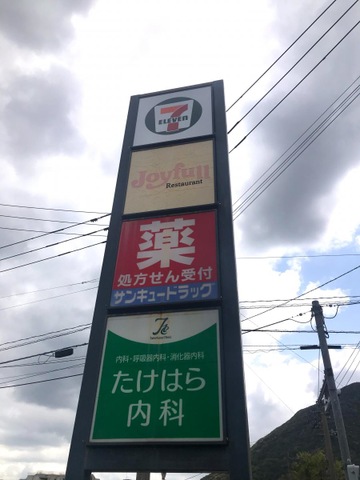 7
ELEVEN
Joyfull
Restaurant
薬
処方せん受付
サンキュードラッグ
内科・呼吸器内科・消化器内科
たけはら
内科